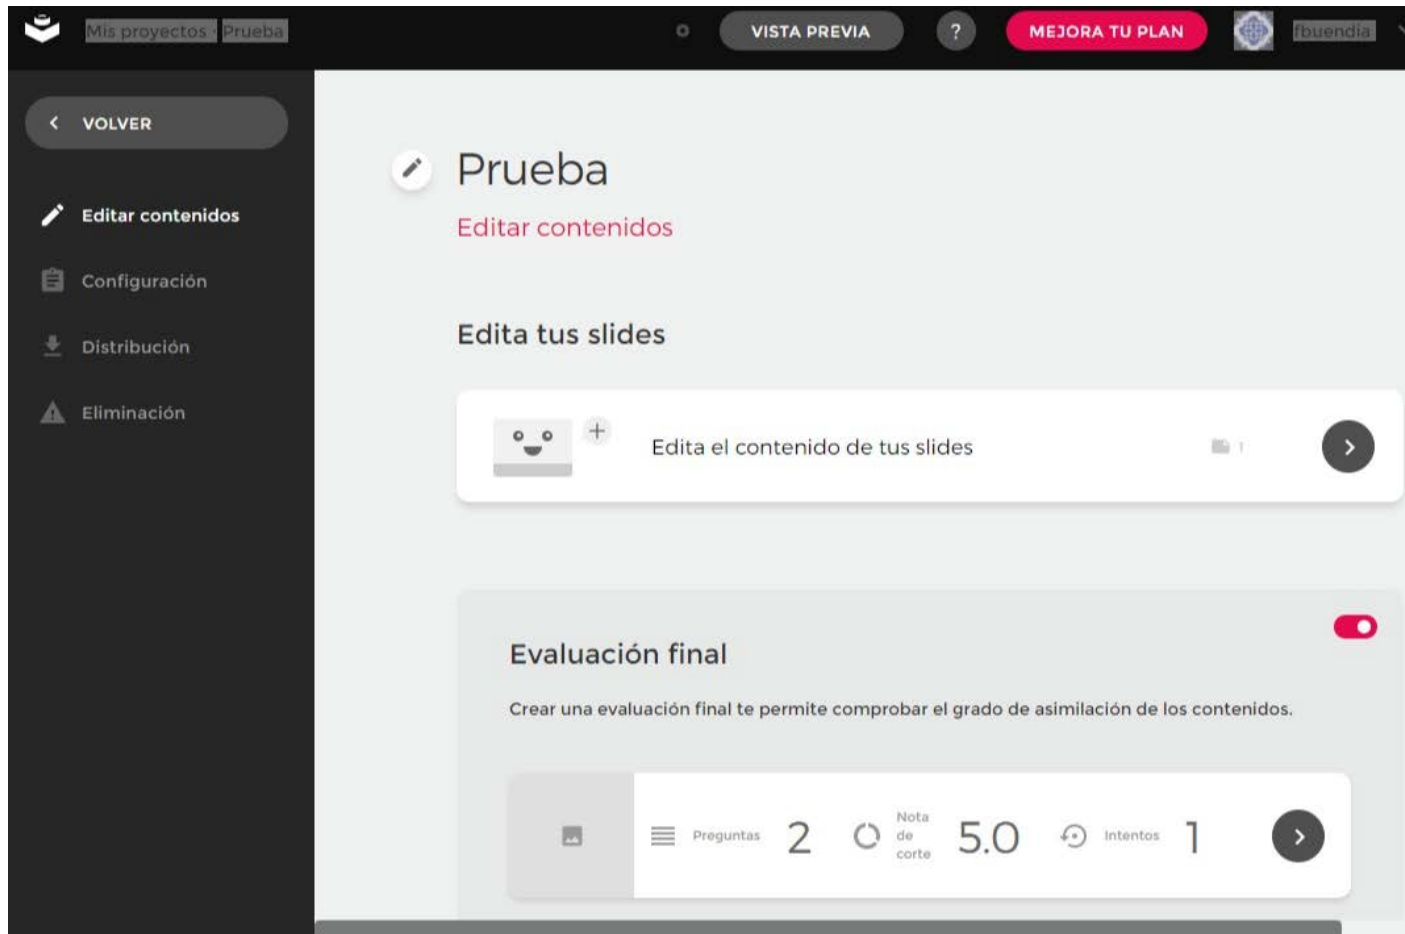 Mis proyectos · Prueba
VISTA PREVIA
?
MEJORA TU PLAN
fbuendia
VOLVER
Editar contenidos
Configuración
Distribución
Eliminación
Prueba
Editar contenidos
Edita tus slides
Edita el contenido de tus slides
1
Evaluación final
Crear una evaluación final te permite comprobar el grado de asimilación de los contenidos.
Preguntas 2
Nota
de
corte
5.0
Intentos 1